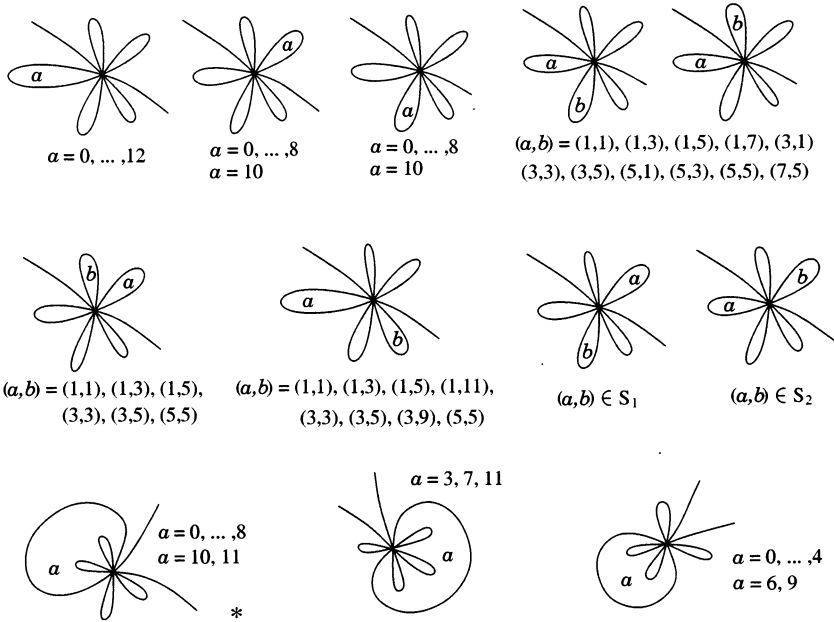 a
a
a
b
a
b
a
a = 0, ... ,12
a = 0, ... ,8
a = 10
a = 0, ... ,8
a = 10
(a,b) = (1,1), (1,3), (1,5), (1,7), (3,1)
(3,3), (3,5), (5,1), (5,3), (5,5), (7,5)
b
a
a
b
a
b
b
a
(a,b) = (1,1), (1,3), (1,5),
(3,3), (3,5), (5,5)
(a,b) = (1,1), (1,3), (1,5), (1,11),
(3,3), (3,5), (3,9), (5,5)
(a,b) ∈ S₁
(a,b) ∈ S₂
a
a = 0, ... ,8
a = 10, 11
*
a = 3, 7, 11
a
a
a = 0, ... ,4
a = 6, 9